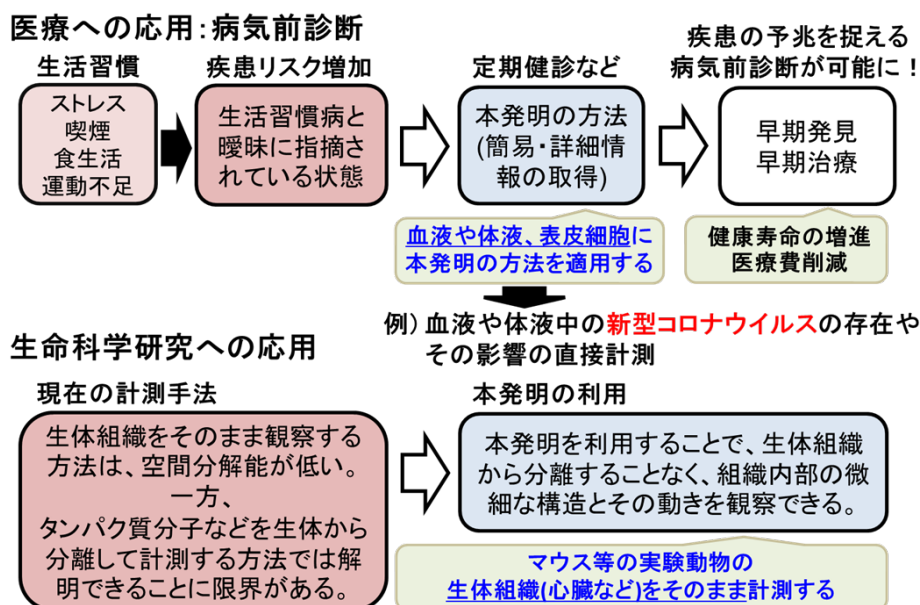 医療への応用：病気前診断
生活習慣
ストレス
喫煙
食生活
運動不足
疾患リスク増加
生活習慣病と
曖昧に指摘さ
れている状態
定期健診など
本発明の方法
(簡易・詳細情
報の取得)
血液や体液、表皮細胞に
本発明の方法を適用する
疾患の予兆を捉える
病気前診断が可能に！
早期発見
早期治療
健康寿命の増進
医療費削減
例）血液や体液中の新型コロナウイルスの存在や
その影響の直接計測
生命科学研究への応用
現在の計測手法
生体組織をそのまま観察する
方法は、空間分解能が低い。
一方、
タンパク質分子などを生体から
分離して計測する方法では解
明できることに限界がある。
本発明の利用
本発明を利用することで、生体組織
から分離することなく、組織内部の微
細な構造とその動きを観察できる。
マウス等の実験動物の
生体組織(心臓など)をそのまま計測する